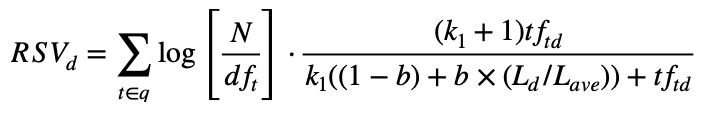 RSV_d = \sum_{t \in q} \log \left[ \frac{N}{df_t} \right] \cdot \frac{(k_1 + 1)tf_{td}}{k_1((1 - b) + b \times (L_d/L_{ave})) + tf_{td}}